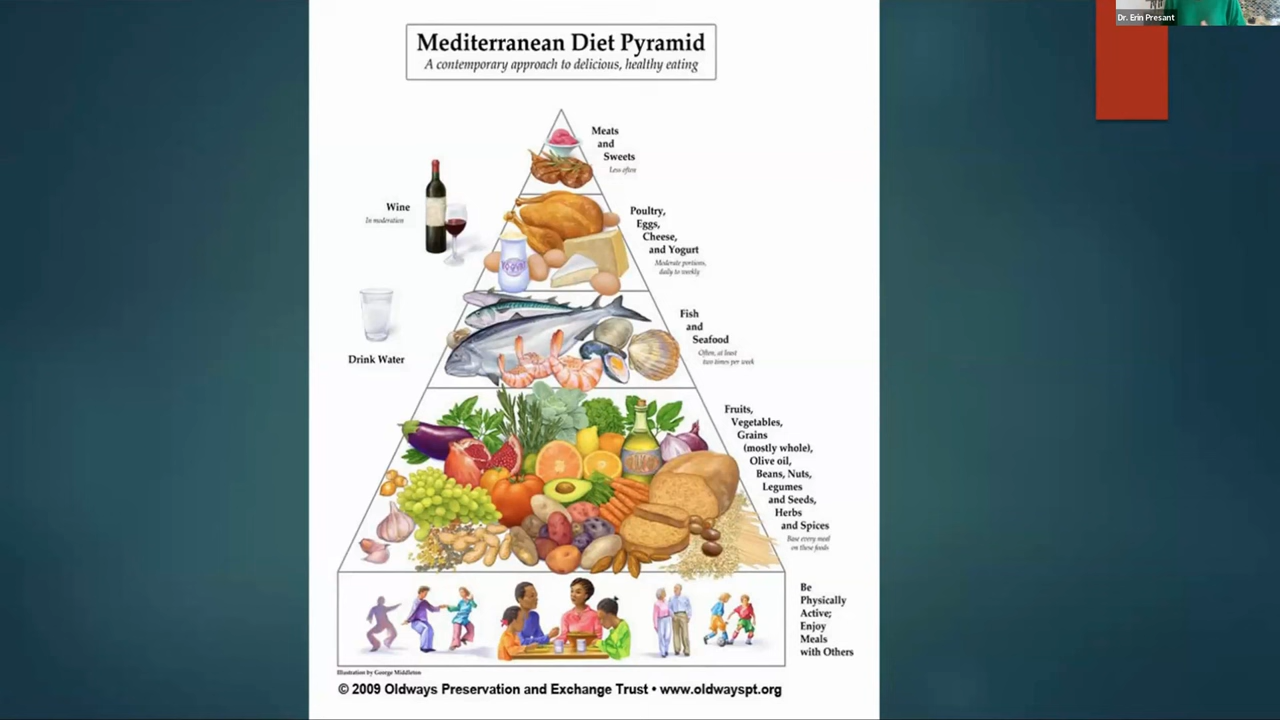 Dr. Erin Presant
Mediterranean Diet Pyramid
A contemporary approach to delicious, healthy eating
Meats
and
Sweets
Less often
Wine
In moderation
Poultry,
Eggs,
Cheese,
and Yogurt
Moderate portions,
daily to weekly
Yogurt
Fish
and
Seafood
Often, at least
two times per week
Drink Water
Fruits,
Vegetables,
Grains
(mostly whole),
Olive oil,
Beans, Nuts,
Legumes
and Seeds,
Herbs
and Spices
Base every meal
on these foods
Be
Physically
Active;
Enjoy
Meals
with Others
Illustration by George Middleton
© 2009 Oldways Preservation and Exchange Trust • www.oldwayspt.org